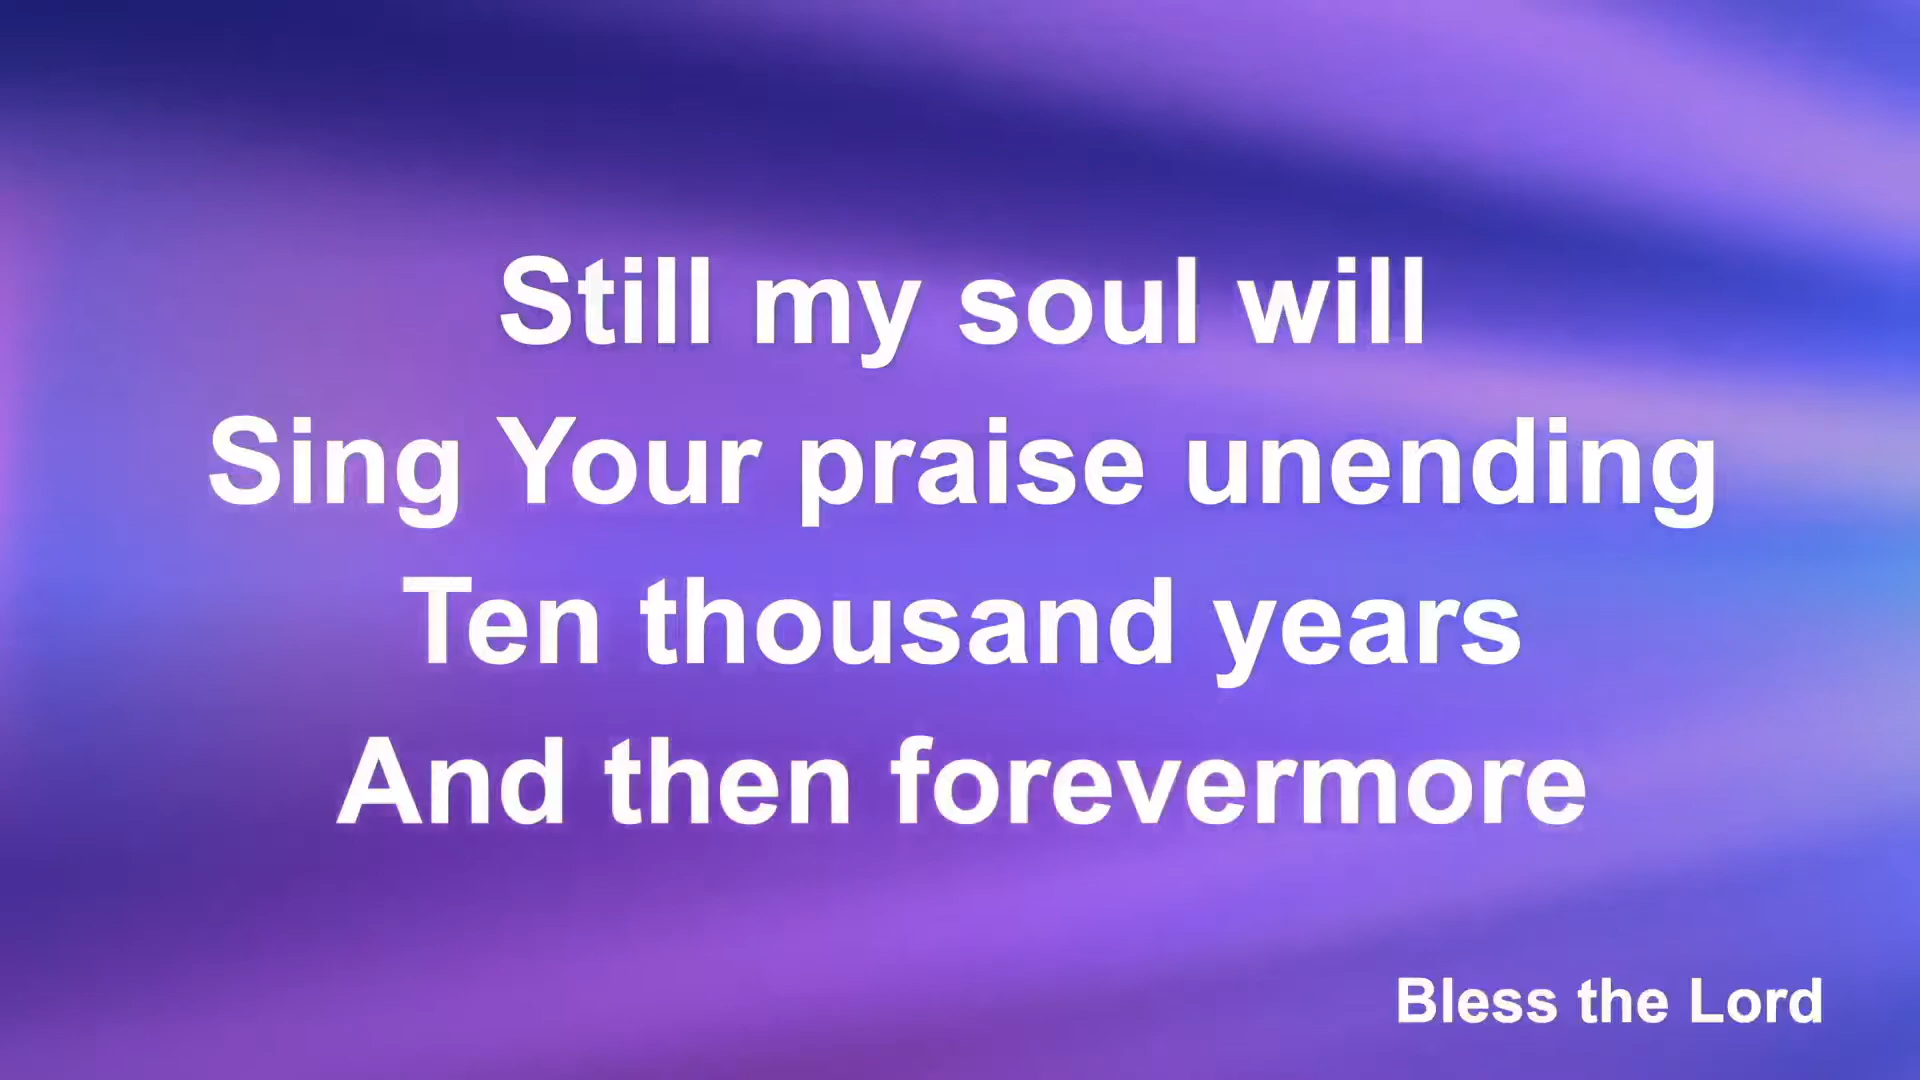 Still my soul will
Sing Your praise unending
Ten thousand years
And then forevermore
Bless the Lord